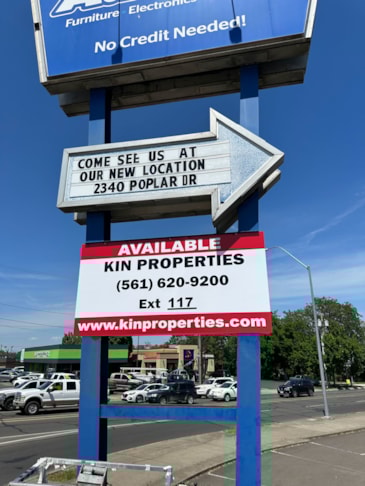 Furniture Electronics
No Credit Needed!
COME SEE US AT
OUR NEW LOCATION
2340 POPLAR DR
AVAILABLE
KIN PROPERTIES
(561) 620-9200
Ext 117
www.kinproperties.com